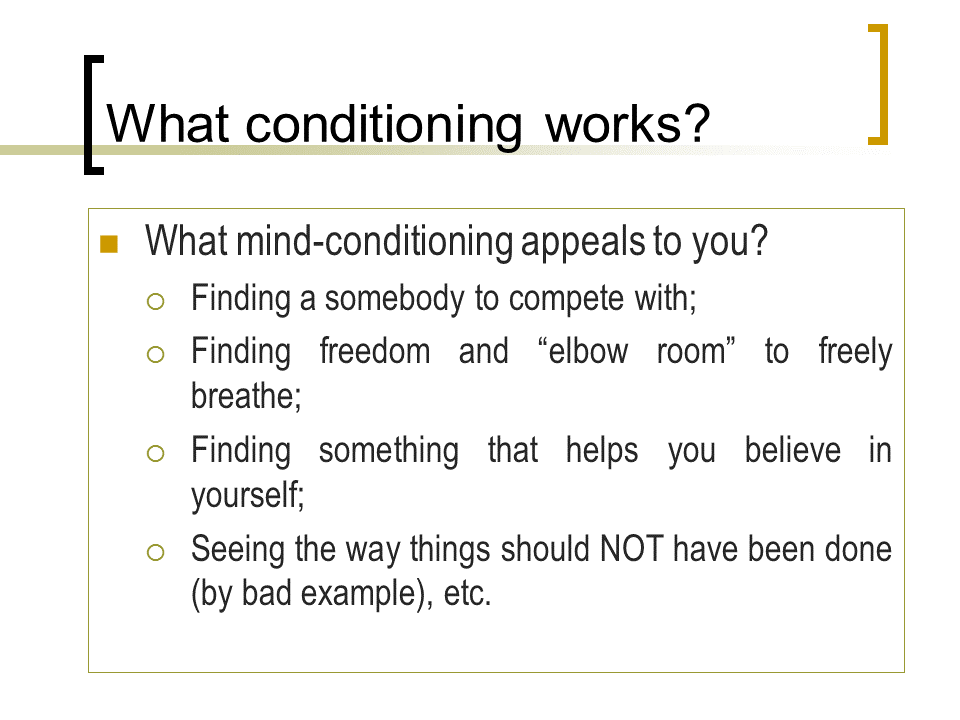 What conditioning works?
What mind-conditioning appeals to you?
Finding a somebody to compete with;
Finding freedom and “elbow room” to freely
breathe;
Finding something that helps you believe in
yourself;
Seeing the way things should NOT have been done
(by bad example), etc.